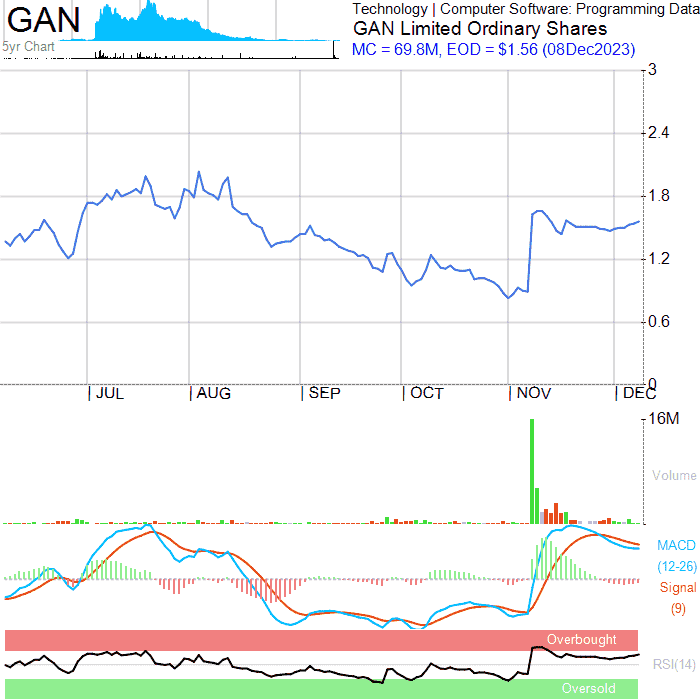 GAN
Technology | Computer Software: Programming Data
GAN Limited Ordinary Shares
5yr Chart
MC = 69.8M, EOD = $1.56 (08Dec2023)
3
2.4
1.8
1.2
0.6
0
JUL AUG SEP OCT NOV DEC
16M
Volume
MACD
(12-26)
Signal
(9)
Overbought
RSI(14)
Oversold